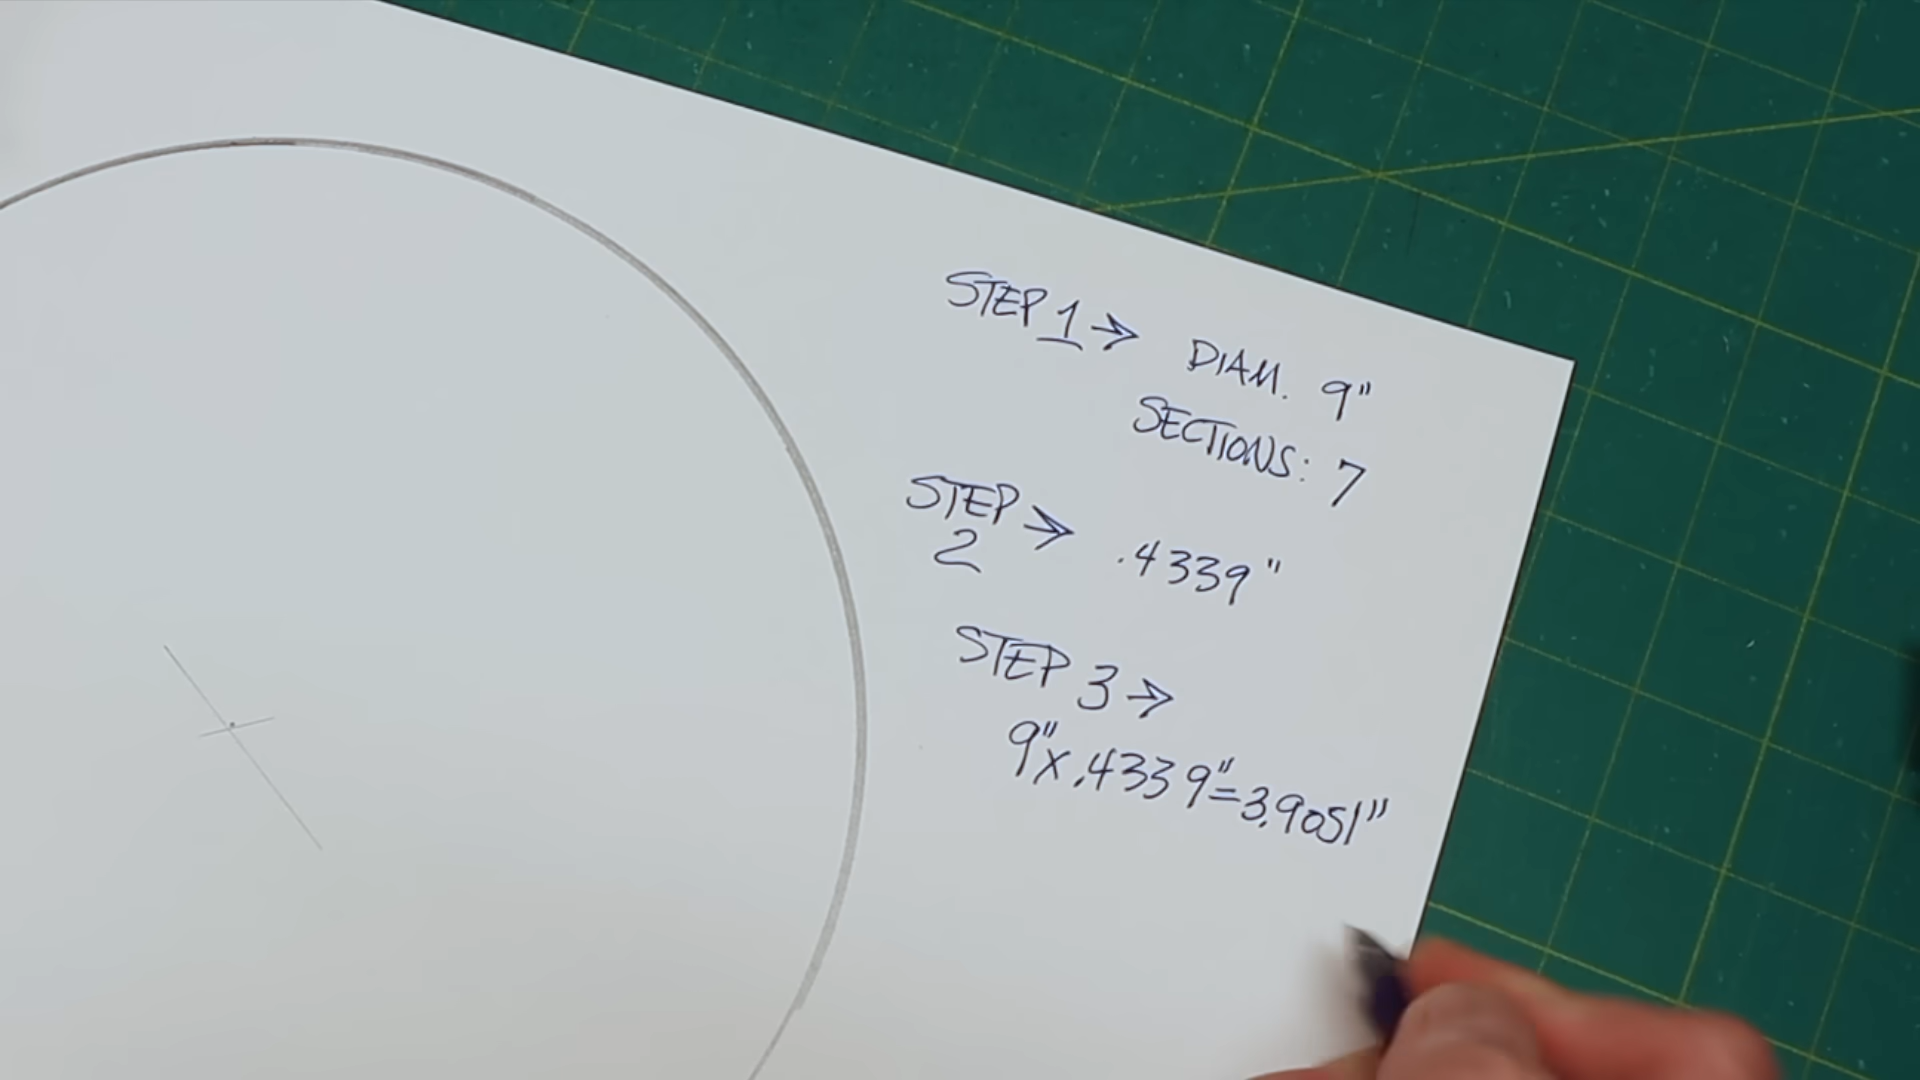 STEP 1 → DIAM. 9"
SECTIONS: 7
STEP → .4339"
2
STEP 3 →
9" x .4339" = 3.9051"